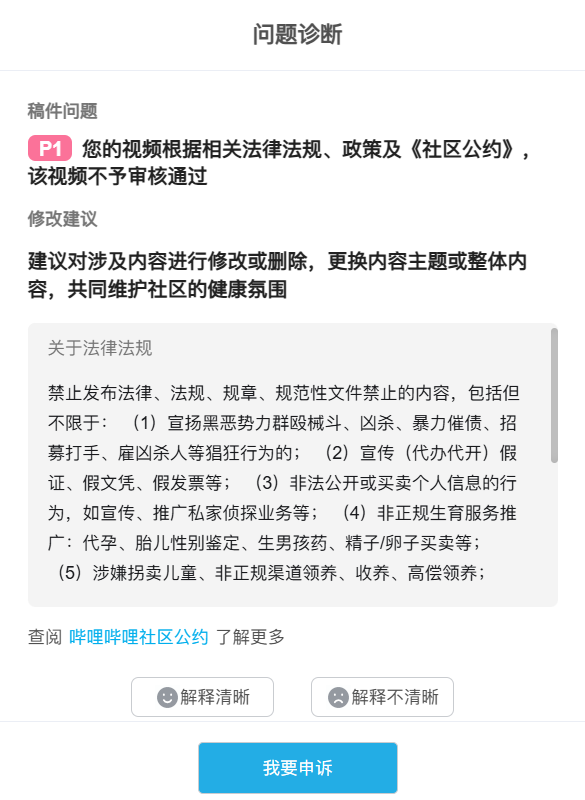 问题诊断
稿件问题
P1 您的视频根据相关法律法规、政策及《社区公约》，
该视频不予审核通过
修改建议
建议对涉及内容进行修改或删除，更换内容主题或整体内
容，共同维护社区的健康氛围
关于法律法规
禁止发布法律、法规、规章、规范性文件禁止的内容，包括但
不限于： （1）宣扬黑恶势力群殴械斗、凶杀、暴力催债、招
募打手、雇凶杀人等猖狂行为的； （2）宣传（代办代开）假
证、假文凭、假发票等； （3）非法公开或买卖个人信息的行
为，如宣传、推广私家侦探业务等； （4）非正规生育服务推
广：代孕、胎儿性别鉴定、生男孩药、精子/卵子买卖等；
（5）涉嫌拐卖儿童、非正规渠道领养、收养、高偿领养；
查阅 哔哩哔哩社区公约 了解更多
解释清晰 解释不清晰
我要申诉